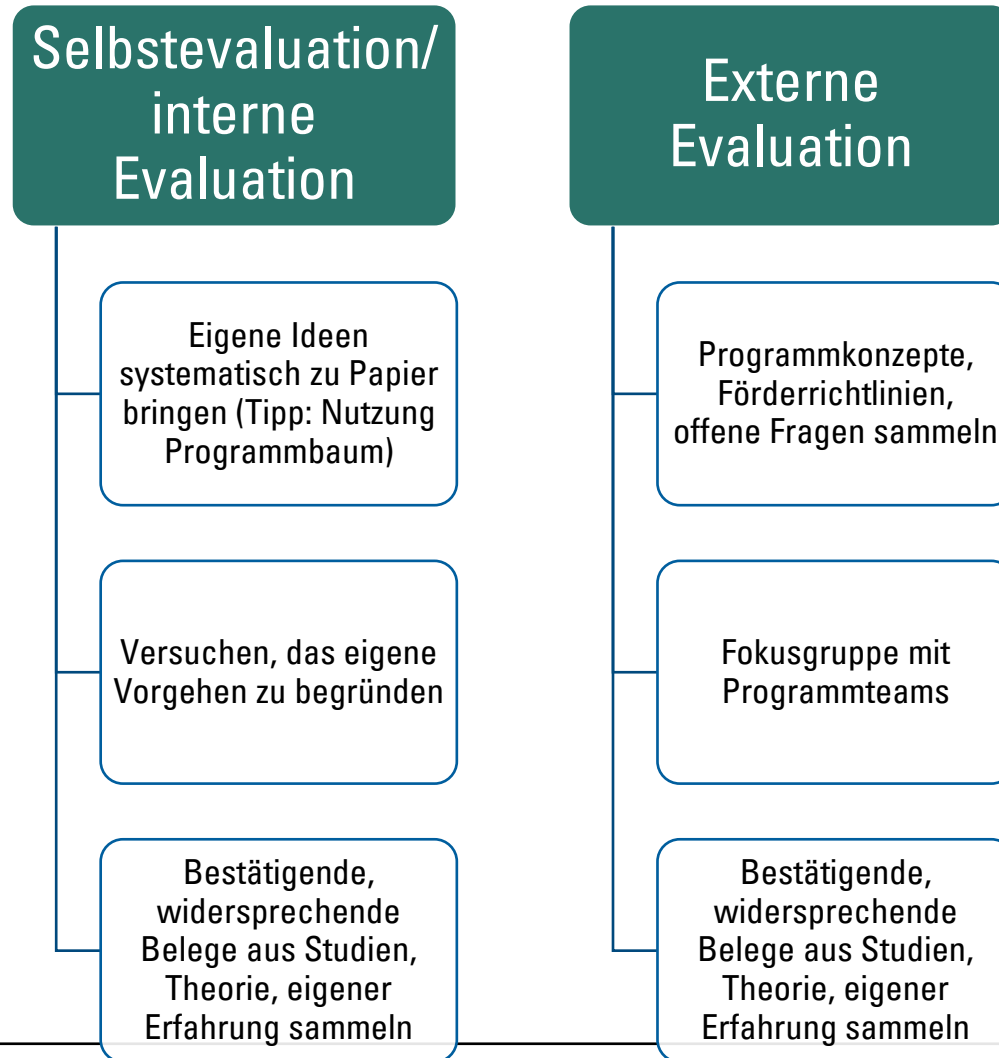 Selbstevaluation/
interne
Evaluation
Eigene Ideen
systematisch zu Papier
bringen (Tipp: Nutzung
Programmbaum)
Versuchen, das eigene
Vorgehen zu begründen
Bestätigende,
widersprechende
Belege aus Studien,
Theorie, eigener
Erfahrung sammeln
Externe
Evaluation
Programmkonzepte,
Förderrichtlinien,
offene Fragen sammeln
Fokusgruppe mit
Programmteams
Bestätigende,
widersprechende
Belege aus Studien,
Theorie, eigener
Erfahrung sammeln